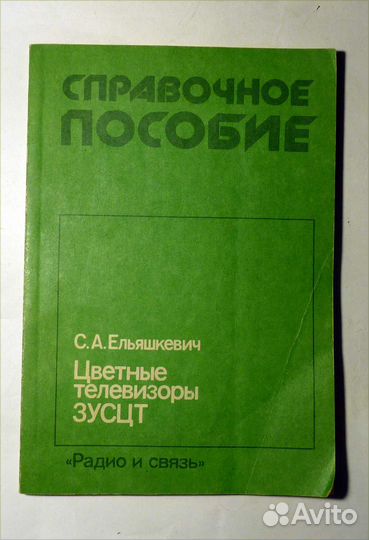 СПРАВОЧНОЕ
ПОСОБИЕ
С.А.Ельяшкевич
Цветные
телевизоры
ЗУСЦТ
«Радио и связь»
Avito